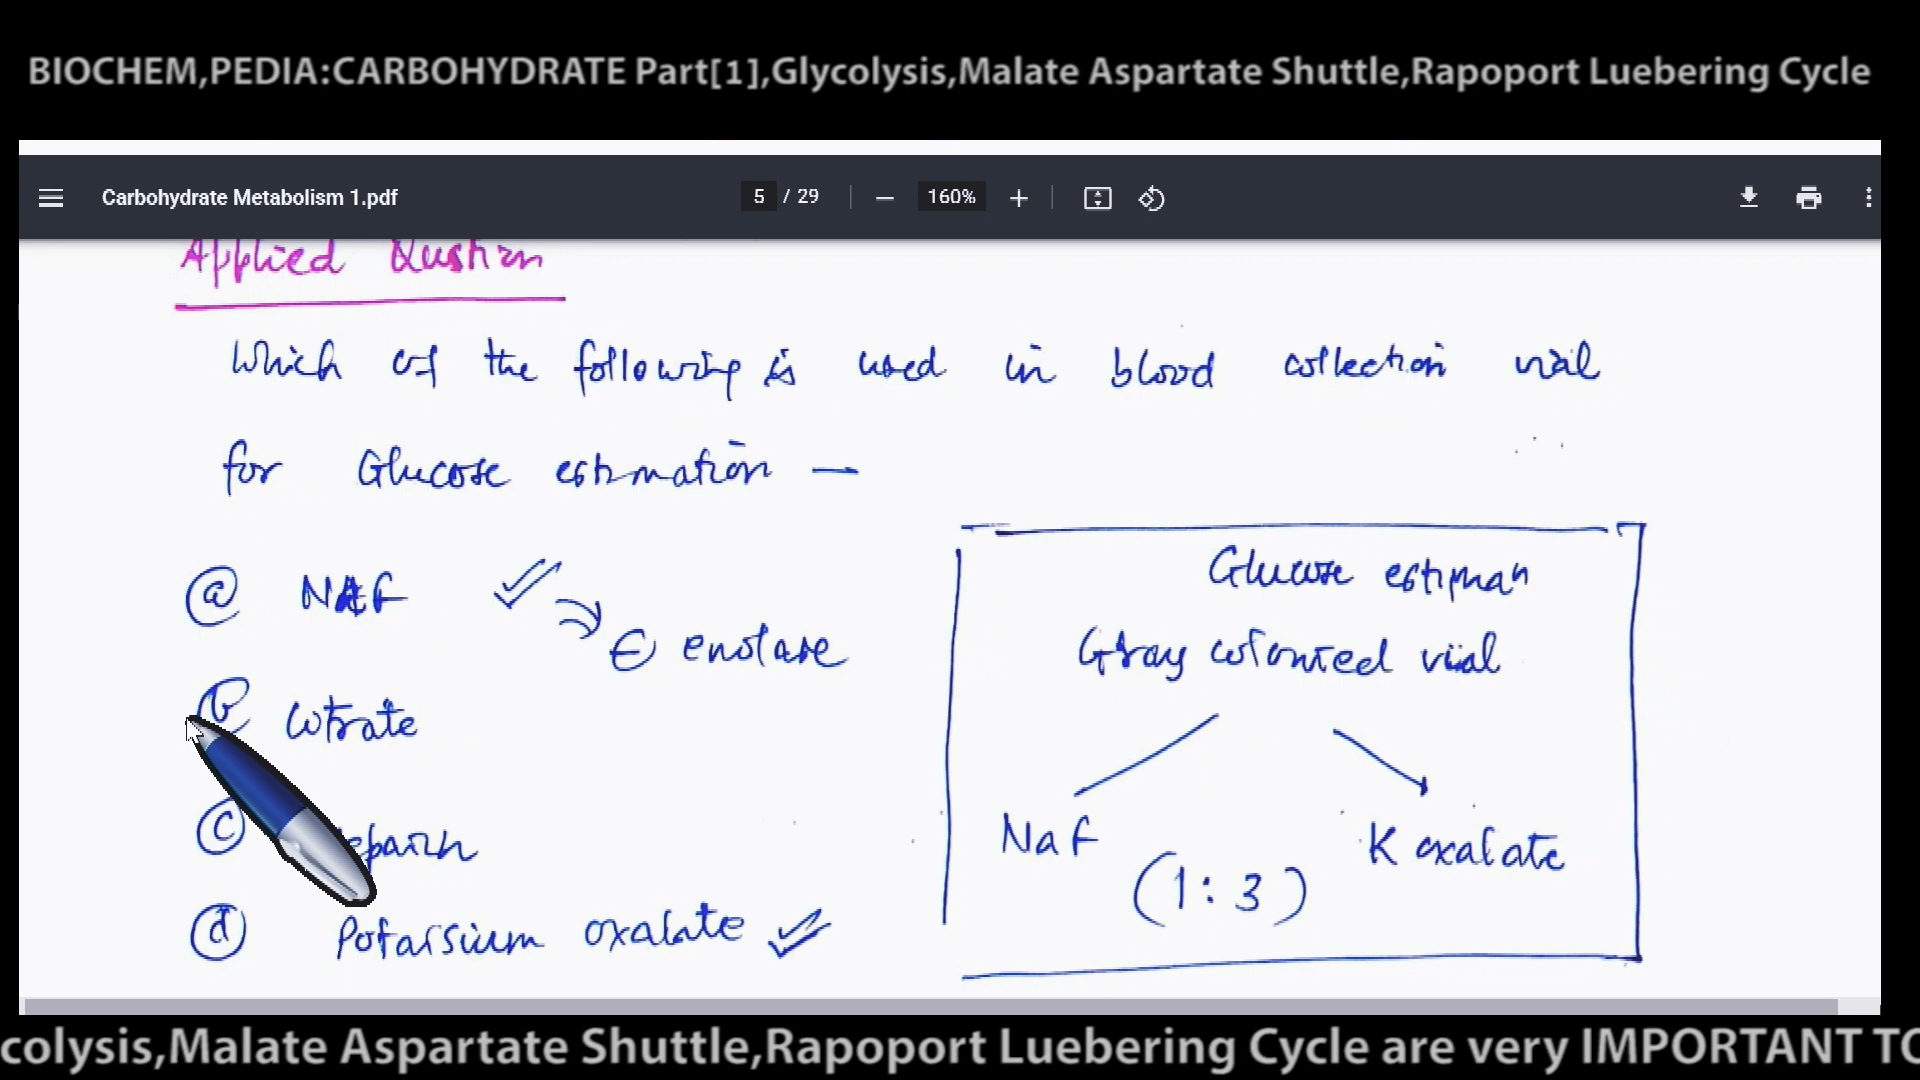 BIOCHEM,PEDIA:CARBOHYDRATE Part[1],Glycolysis,Malate Aspartate Shuttle,Rapoport Luebering Cycle
Carbohydrate Metabolism 1.pdf 5 / 29 160%
Applied Qustion
Which of the following is used in blood collection vial
for Glucose estimation —
(a) NAF
enolase
(b) Citrate
(c)
(d) Potassium oxalate
Glucose
Gray coloured vial
NaF K oxalate
(1:3)
colysis,Malate Aspartate Shuttle,Rapoport Luebering Cycle are very IMPORTANT TO